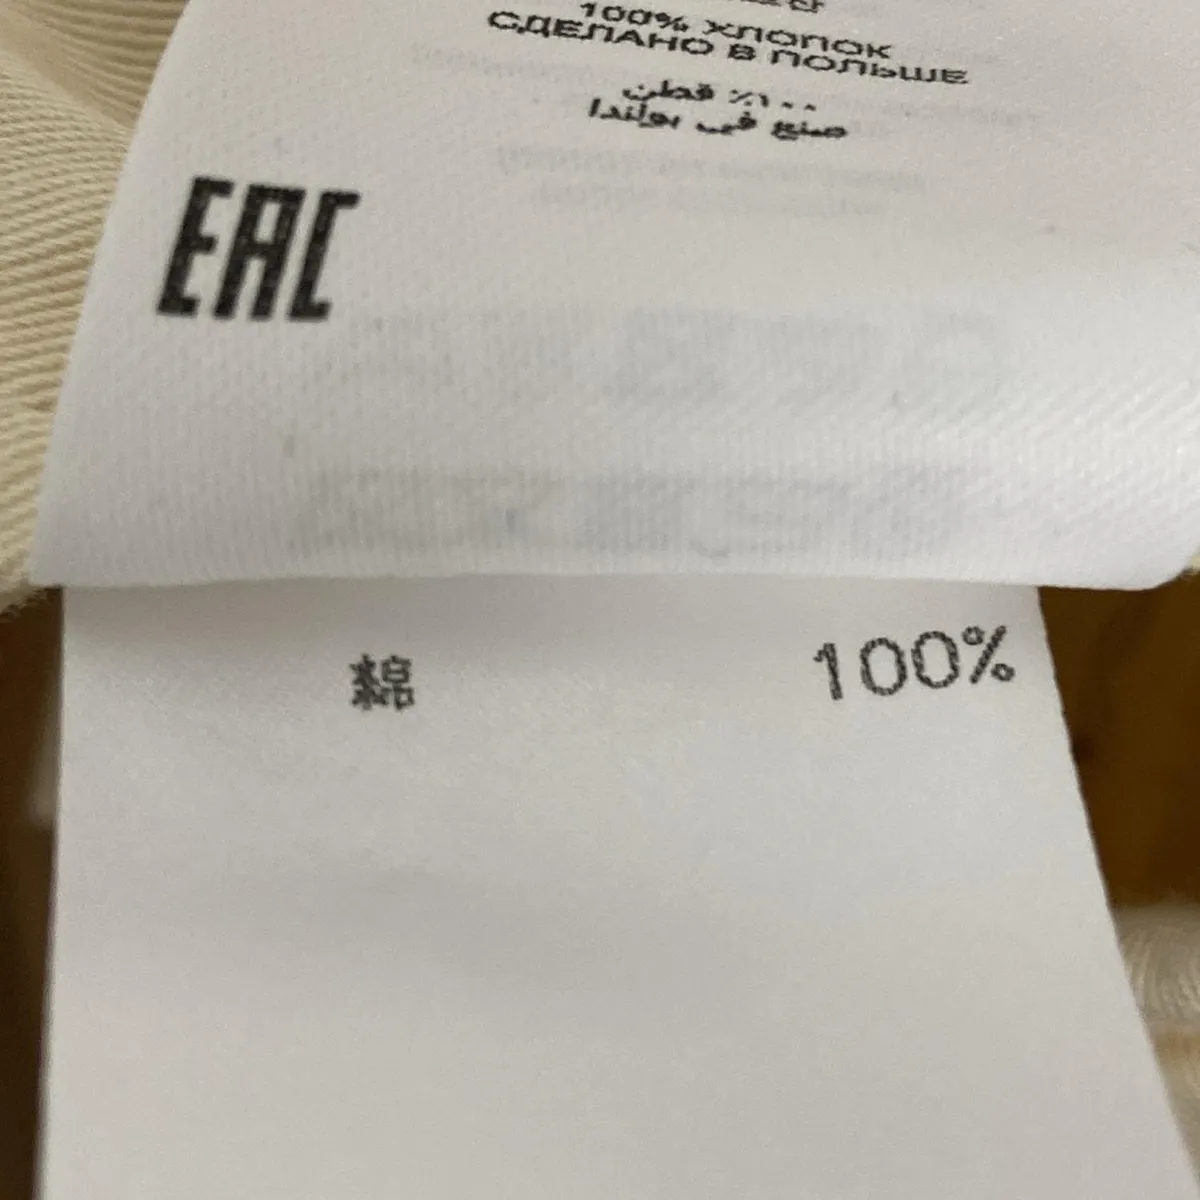 100% ХЛОПОК
СДЕЛАНО В ПОЛЬШЕ
١٠٠٪ قطن
صنع في بولندا
EAC
綿 100%